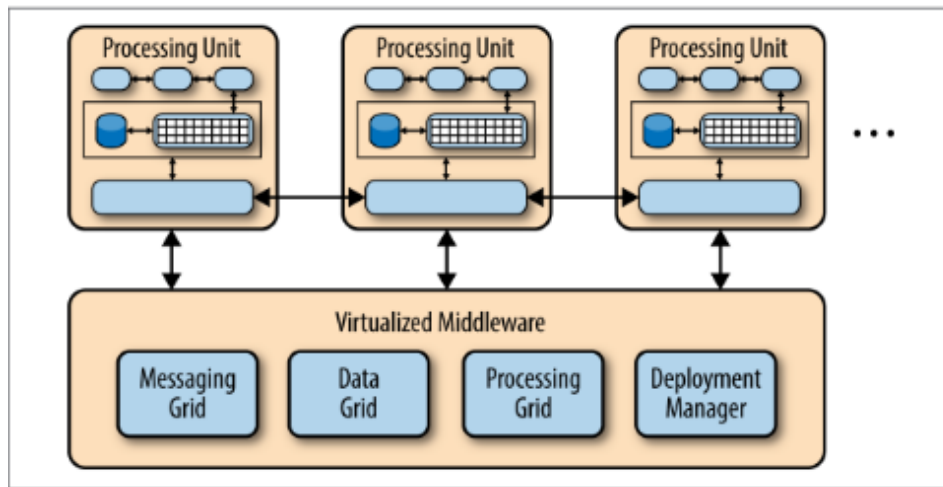 Processing Unit
Processing Unit
Processing Unit
...
Virtualized Middleware
Messaging
Grid
Data
Grid
Processing
Grid
Deployment
Manager